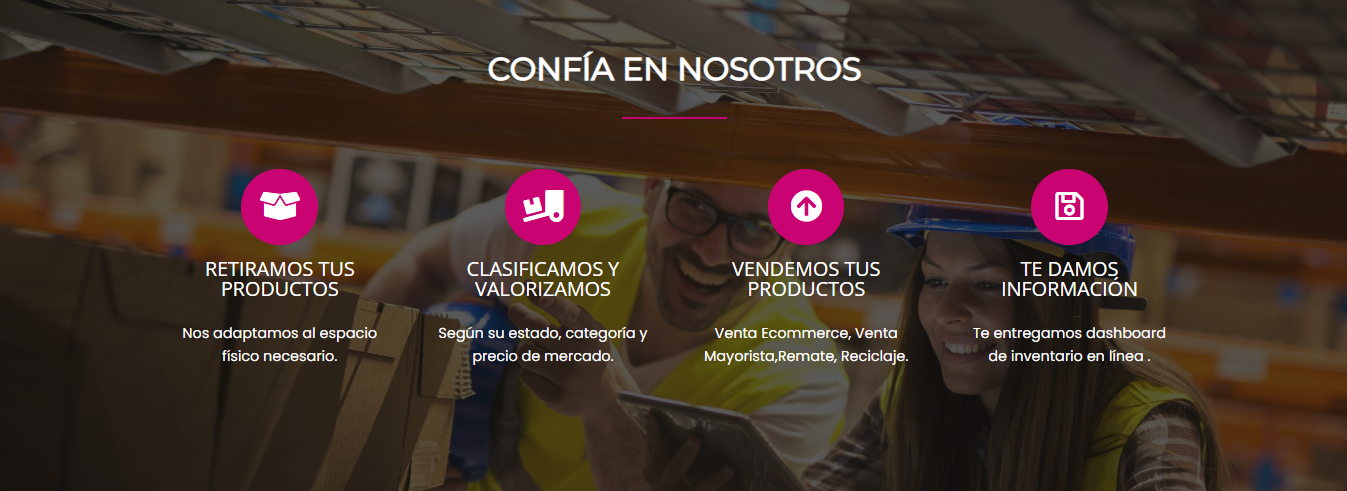 CONFÍA EN NOSOTROS
RETIRAMOS TUS
PRODUCTOS
Nos adaptamos al espacio
físico necesario.
CLASIFICAMOS Y
VALORIZAMOS
Según su estado, categoría y
precio de mercado.
VENDEMOS TUS
PRODUCTOS
Venta Ecommerce, Venta
Mayorista,Remate, Reciclaje.
TE DAMOS
INFORMACIÓN
Te entregamos dashboard
de inventario en línea .